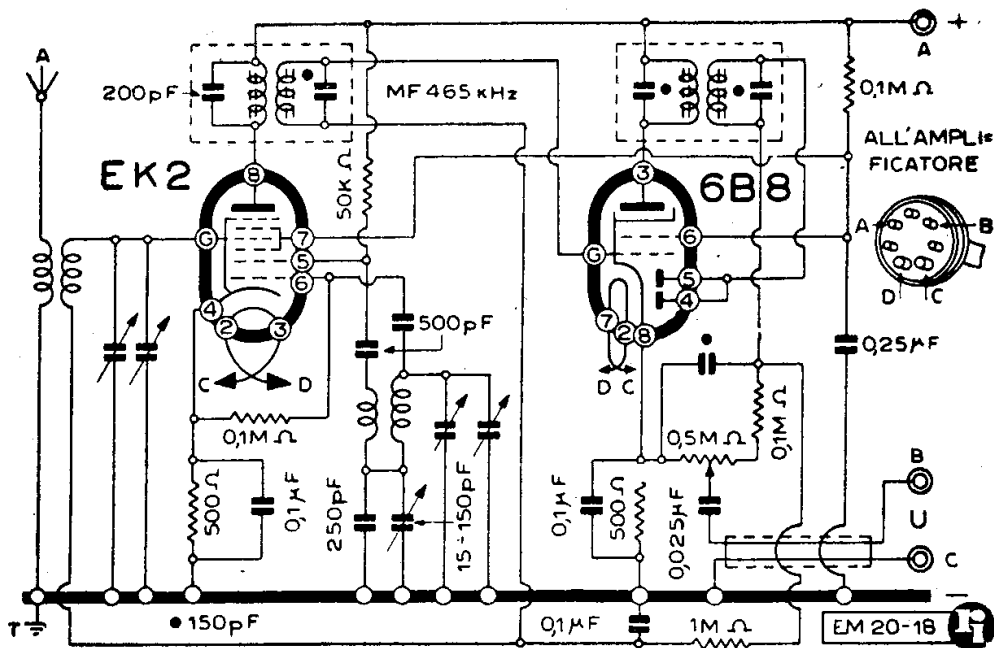 A
200pF
MF 465 KHz
A
+
0,1MΩ
ALL'AMPLI=
FICATORE
EK2
6B8
50KΩ
8
G
7
5
6
4
2
3
3
G
6
5
4
7
2
8
A
B
D
C
C
D
D C
500pF
0,25µF
0,1MΩ
0,5MΩ
0,1MΩ
500Ω
0,1µF
250pF
15÷150pF
0,1µF
500Ω
0,025µF
B
U
C
T
●150pF
0,1µF
1MΩ
−
EM 20-18